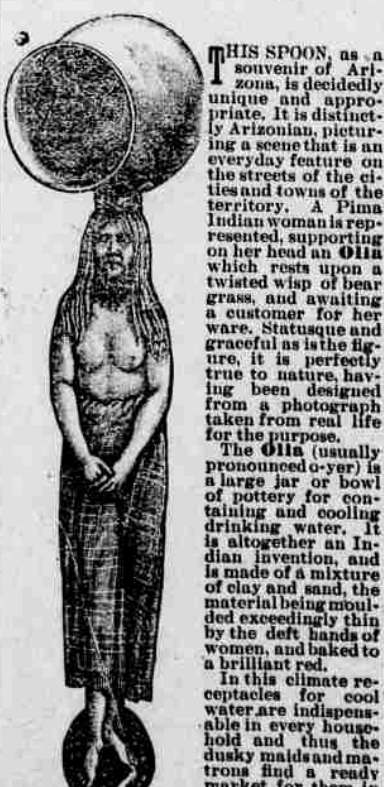 THIS SPOON, as a
souvenir of Ari-
zona, is decidedly
unique and appro-
priate. It is distinct-
ly Arizonian, pictur-
ing a scene that is an
everyday feature on
the streets of the ci-
ties and towns of the
territory. A Pima
Indian woman is rep-
resented, supporting
on her head an Olla
which rests upon a
twisted wisp of bear
grass, and awaiting
a customer for her
ware. Statusque and
graceful as is the fig-
ure, it is perfectly
true to nature, hav-
ing been designed
from a photograph
taken from real life
for the purpose.
The Olla (usually
pronounced o-yer) is
a large jar or bowl
of pottery for con-
taining and cooling
drinking water. It
is altogether an In-
dian invention, and
is made of a mixture
of clay and sand, the
material being moul-
ded exceedingly thin
by the deft hands of
women, and baked to
a brilliant red.
In this climate re-
ceptacles for cool
water are indispens-
able in every house-
hold and thus the
dusky maids and ma-
trons find a ready
market for them in